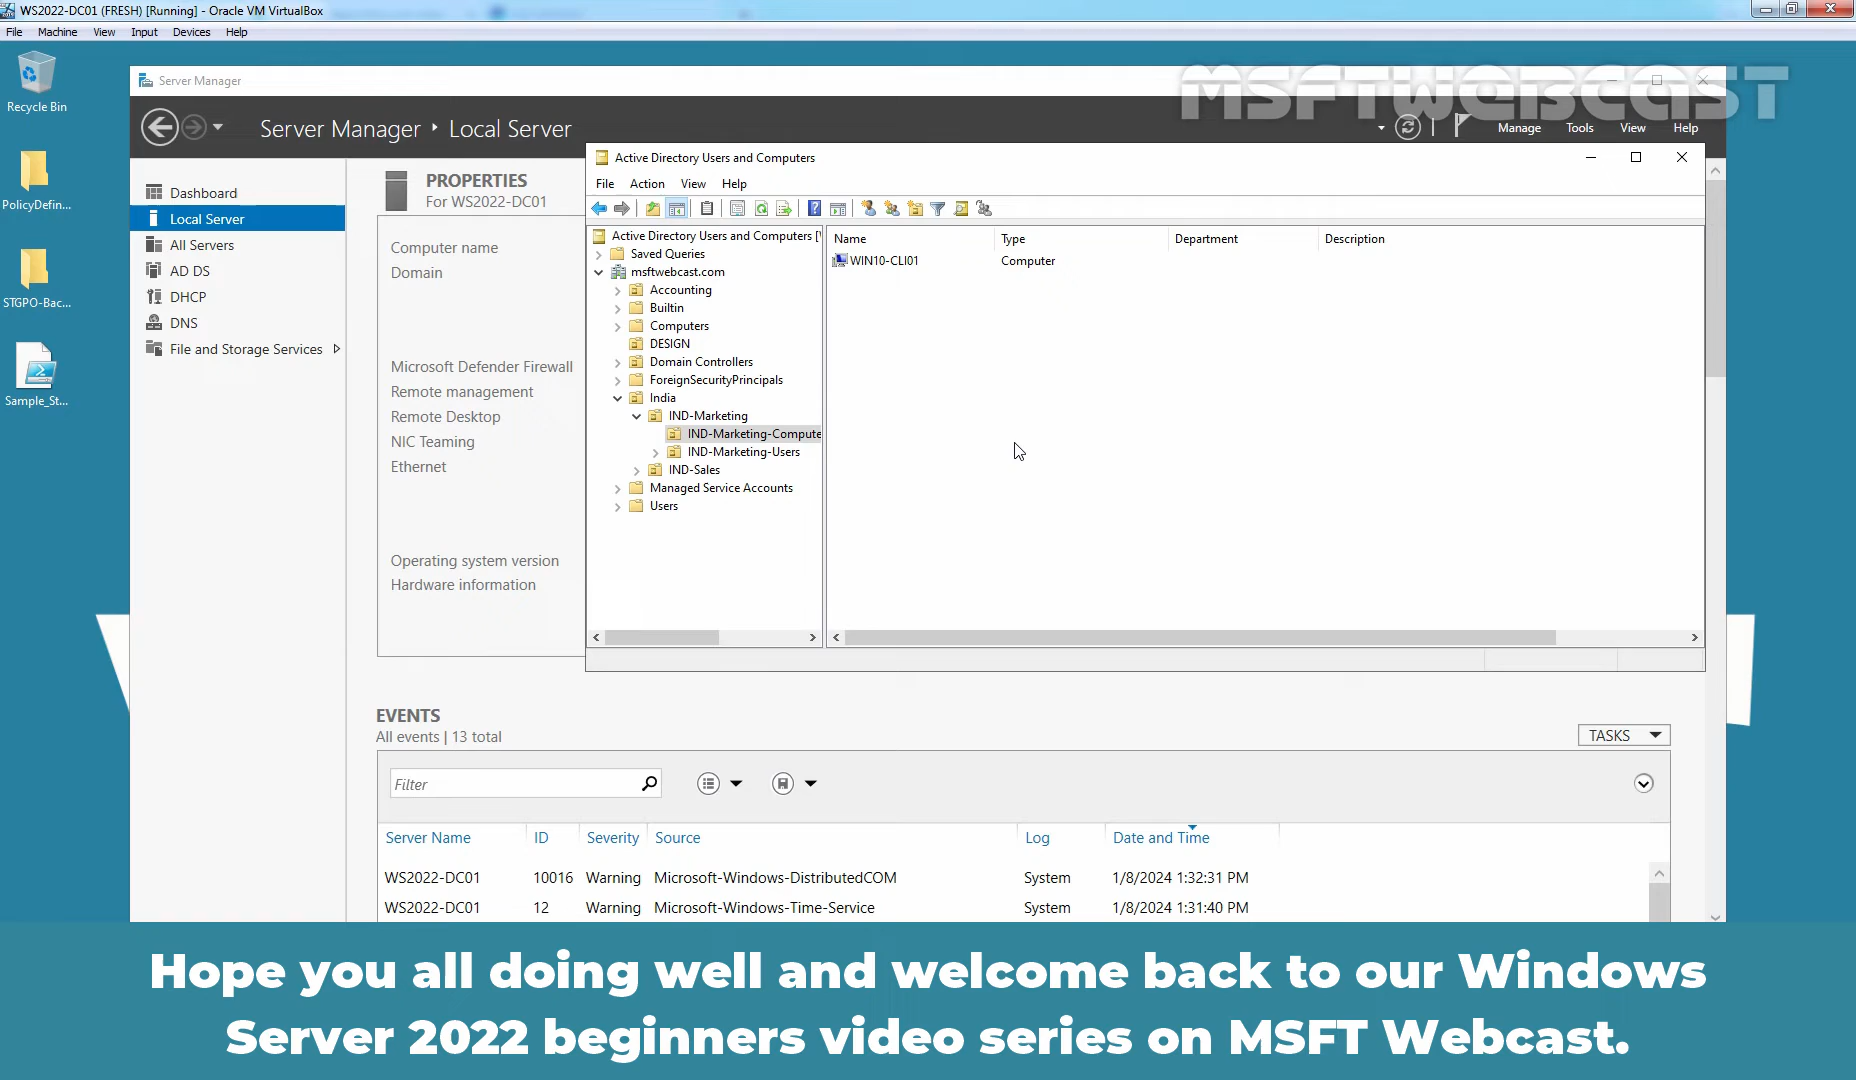 WS2022-DC01 (FRESH) [Running] - Oracle VM VirtualBox
File Machine View Input Devices Help
Recycle Bin
PolicyDefin...
STGPO-Bac...
Sample_St...
Server Manager
MSFTWEBCAST
Server Manager ‣ Local Server
Manage Tools View Help
Dashboard
Local Server
All Servers
AD DS
DHCP
DNS
File and Storage Services
PROPERTIES
For WS2022-DC01
Computer name
Domain
Microsoft Defender Firewall
Remote management
Remote Desktop
NIC Teaming
Ethernet
Operating system version
Hardware information
Active Directory Users and Computers
File Action View Help
Active Directory Users and Computers [
Saved Queries
msftwebcast.com
Accounting
Builtin
Computers
DESIGN
Domain Controllers
ForeignSecurityPrincipals
India
IND-Marketing
IND-Marketing-Compute
IND-Marketing-Users
IND-Sales
Managed Service Accounts
Users
Name Type Department Description
WIN10-CLI01 Computer
EVENTS
All events | 13 total
TASKS
Filter
Server Name ID Severity Source Log Date and Time
WS2022-DC01 10016 Warning Microsoft-Windows-DistributedCOM System 1/8/2024 1:32:31 PM
WS2022-DC01 12 Warning Microsoft-Windows-Time-Service System 1/8/2024 1:31:40 PM
Hope you all doing well and welcome back to our Windows
Server 2022 beginners video series on MSFT Webcast.